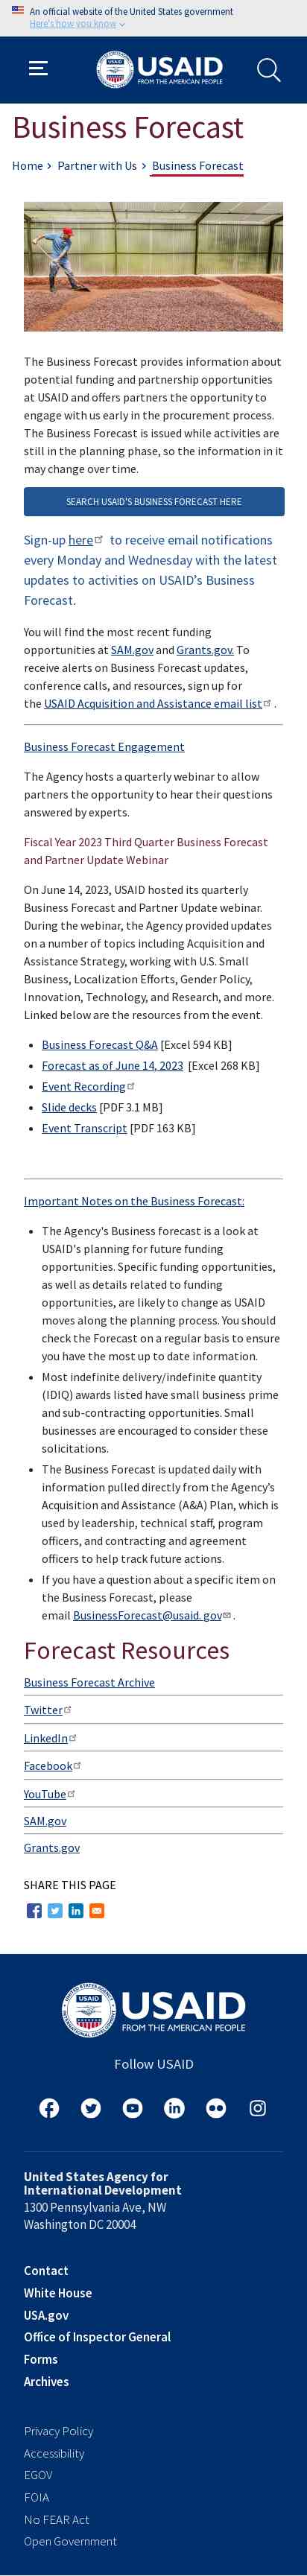 An official website of the United States government
Here's how you know
USAID
FROM THE AMERICAN PEOPLE
Business Forecast
Home > Partner with Us > Business Forecast
The Business Forecast provides information about
potential funding and partnership opportunities
at USAID and offers partners the opportunity to
engage with us early in the procurement process.
The Business Forecast is issued while activities are
still in the planning phase, so the information in it
may change over time.
SEARCH USAID'S BUSINESS FORECAST HERE
Sign-up here to receive email notifications
every Monday and Wednesday with the latest
updates to activities on USAID’s Business
Forecast.
You will find the most recent funding
opportunities at SAM.gov and Grants.gov. To
receive alerts on Business Forecast updates,
conference calls, and resources, sign up for
the USAID Acquisition and Assistance email list .
Business Forecast Engagement
The Agency hosts a quarterly webinar to allow
partners the opportunity to hear their questions
answered by experts.
Fiscal Year 2023 Third Quarter Business Forecast
and Partner Update Webinar
On June 14, 2023, USAID hosted its quarterly
Business Forecast and Partner Update webinar.
During the webinar, the Agency provided updates
on a number of topics including Acquisition and
Assistance Strategy, working with U.S. Small
Business, Localization Efforts, Gender Policy,
Innovation, Technology, and Research, and more.
Linked below are the resources from the event.
• Business Forecast Q&A [Excel 594 KB]
• Forecast as of June 14, 2023 [Excel 268 KB]
• Event Recording
• Slide decks [PDF 3.1 MB]
• Event Transcript [PDF 163 KB]
Important Notes on the Business Forecast:
• The Agency's Business forecast is a look at
USAID's planning for future funding
opportunities. Specific funding opportunities,
as well as details related to funding
opportunities, are likely to change as USAID
moves along the planning process. You should
check the Forecast on a regular basis to ensure
you have the most up to date information.
• Most indefinite delivery/indefinite quantity
(IDIQ) awards listed have small business prime
and sub-contracting opportunities. Small
businesses are encouraged to consider these
solicitations.
• The Business Forecast is updated daily with
information pulled directly from the Agency’s
Acquisition and Assistance (A&A) Plan, which is
used by leadership, technical staff, program
officers, and contracting and agreement
officers to help track future actions.
• If you have a question about a specific item on
the Business Forecast, please
email BusinessForecast@usaid. gov .
Forecast Resources
Business Forecast Archive
Twitter
LinkedIn
Facebook
YouTube
SAM.gov
Grants.gov
SHARE THIS PAGE
USAID
FROM THE AMERICAN PEOPLE
Follow USAID
United States Agency for
International Development
1300 Pennsylvania Ave, NW
Washington DC 20004
Contact
White House
USA.gov
Office of Inspector General
Forms
Archives
Privacy Policy
Accessibility
EGOV
FOIA
No FEAR Act
Open Government